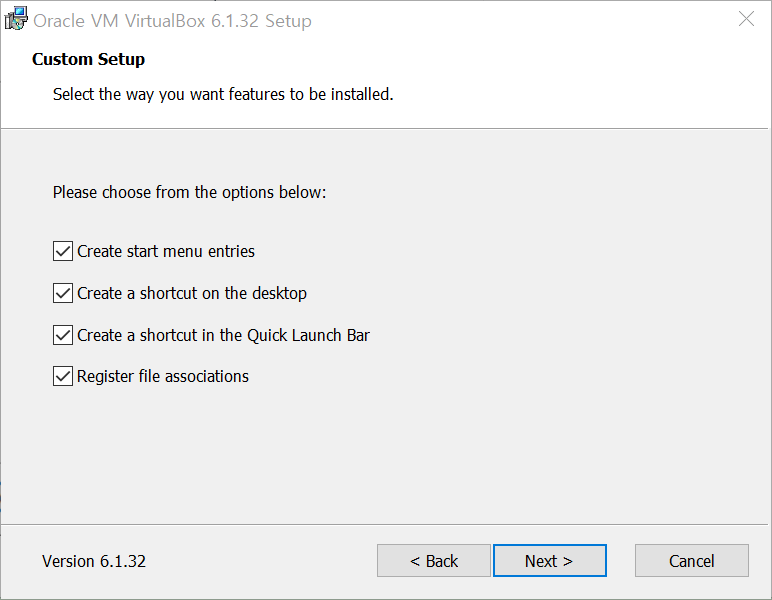 Oracle VM VirtualBox 6.1.32 Setup
Custom Setup
Select the way you want features to be installed.
Please choose from the options below:
Create start menu entries
Create a shortcut on the desktop
Create a shortcut in the Quick Launch Bar
Register file associations
Version 6.1.32
< Back
Next >
Cancel